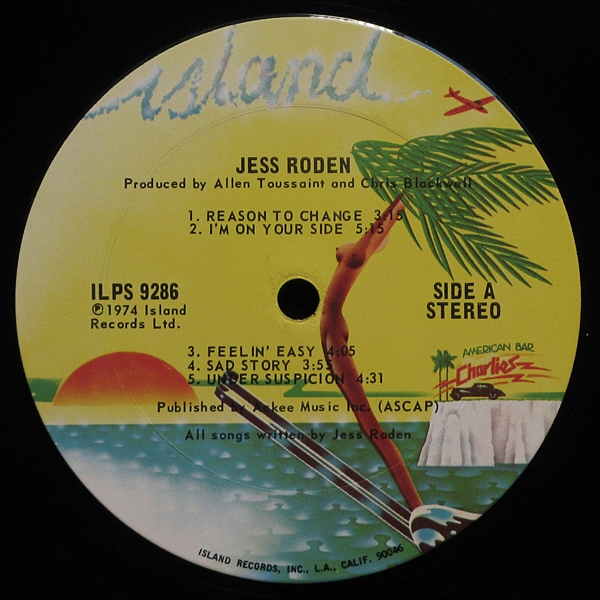 island
JESS RODEN
Produced by Allen Toussaint and Chris Blackwell
1. REASON TO CHANGE 3:15
2. I'M ON YOUR SIDE 5:15
ILPS 9286
℗ 1974 Island
Records Ltd.
SIDE A
STEREO
3. FEELIN' EASY 4:05
4. SAD STORY 3:55
5. UNDER SUSPICION 4:31
AMERICAN BAR
Charlies
Published by Ackee Music Inc. (ASCAP)
All songs written by Jess Roden
ISLAND RECORDS, INC., L.A., CALIF. 90046